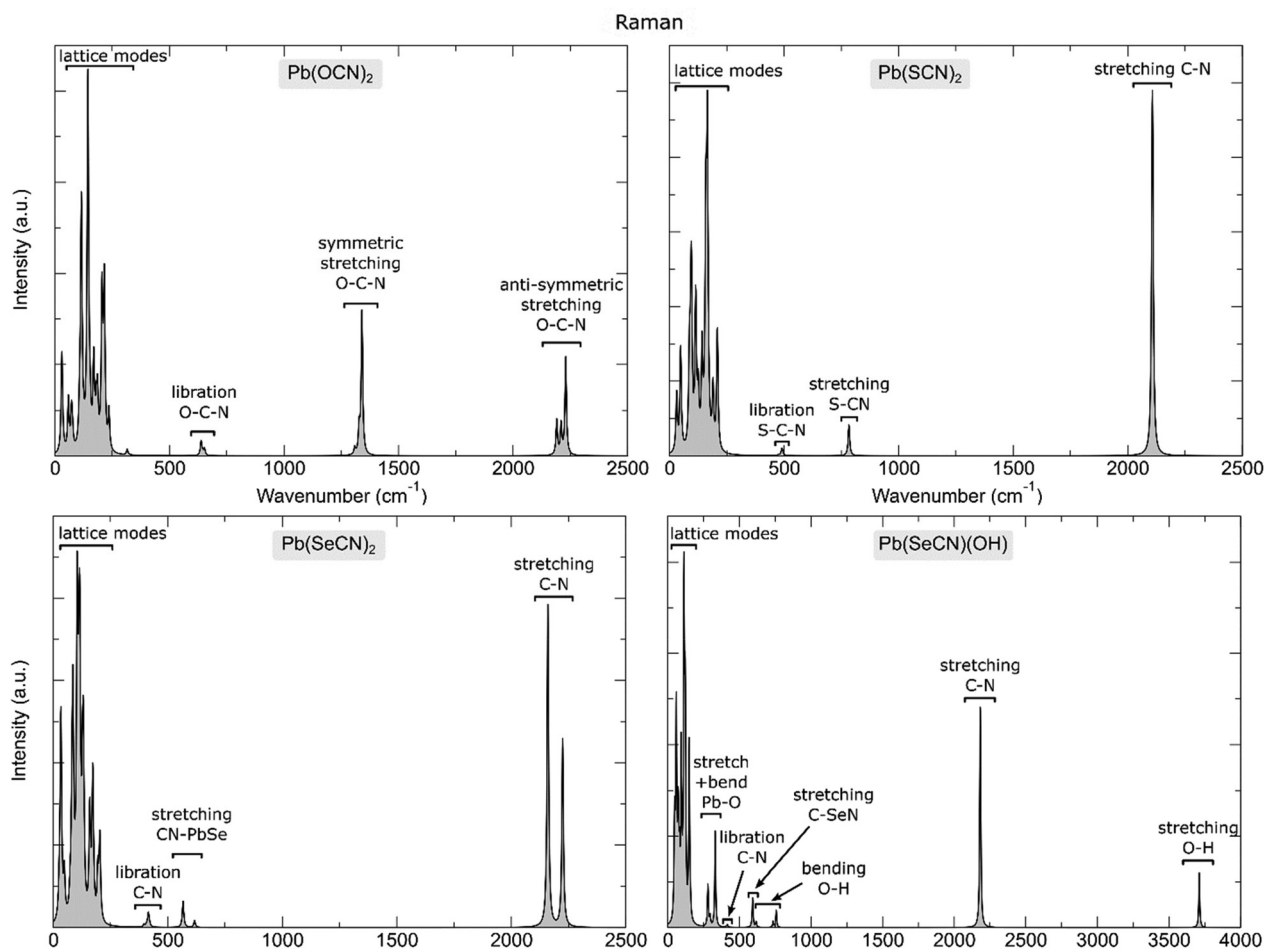 Raman
lattice modes
Pb(OCN)2
symmetric
stretching
O-C-N
anti-symmetric
stretching
O-C-N
libration
O-C-N
Intensity (a.u.)
0 500 1000 1500 2000 2500
Wavenumber (cm-1)
lattice modes
Pb(SCN)2
stretching C-N
stretching
S-CN
libration
S-C-N
0 500 1000 1500 2000 2500
Wavenumber (cm-1)
lattice modes
Pb(SeCN)2
stretching
C-N
stretching
CN-PbSe
libration
C-N
Intensity (a.u.)
0 500 1000 1500 2000 2500
lattice modes
Pb(SeCN)(OH)
stretching
C-N
stretch
+bend
Pb-O
stretching
C-SeN
libration
C-N
bending
O-H
stretching
O-H
0 500 1000 1500 2000 2500 3000 3500 4000